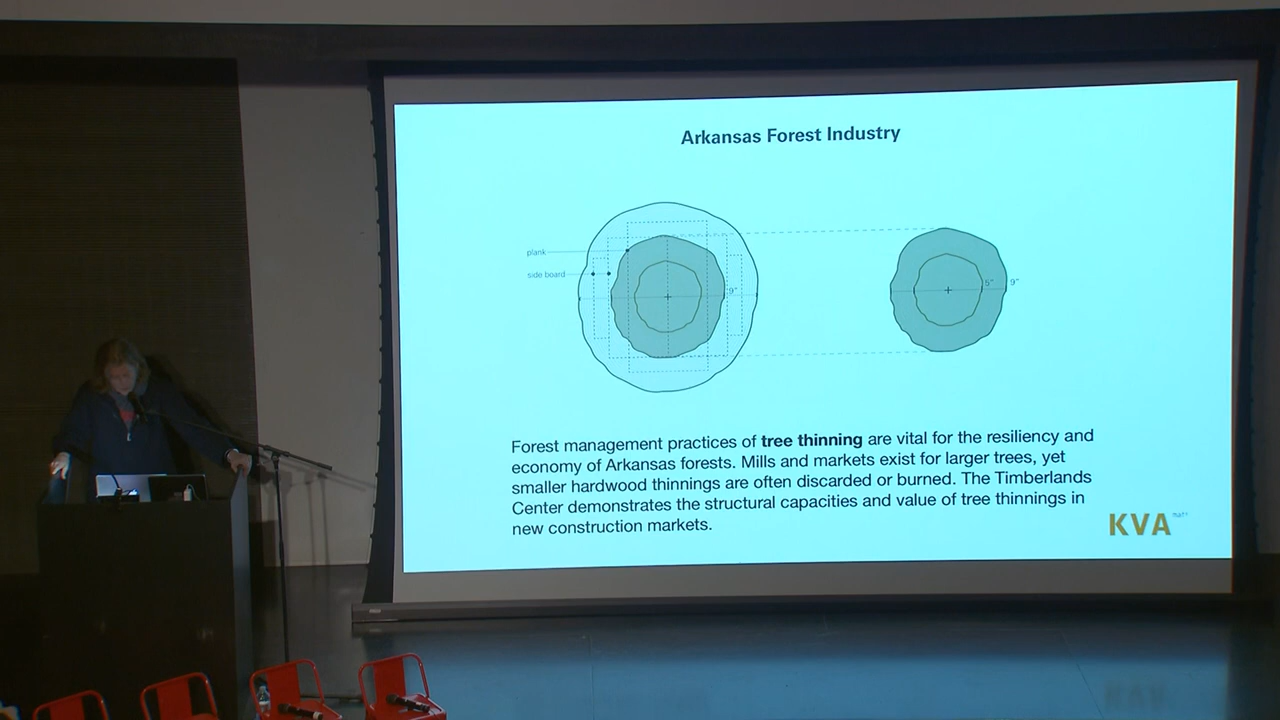 Arkansas Forest Industry
plank
side board
9"
5"
9"
Forest management practices of tree thinning are vital for the resiliency and
economy of Arkansas forests. Mills and markets exist for larger trees, yet
smaller hardwood thinnings are often discarded or burned. The Timberlands
Center demonstrates the structural capacities and value of tree thinnings in
new construction markets.
KVA matx